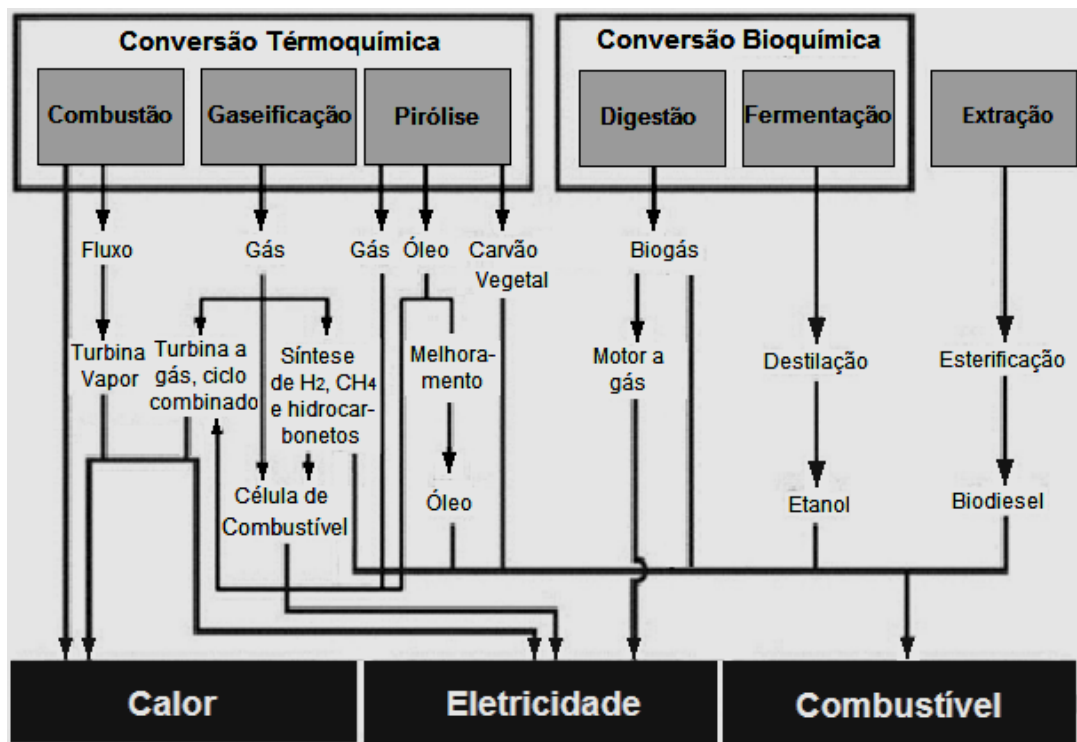 Conversão Térmoquímica
Conversão Bioquímica
Combustão
Gaseificação
Pirólise
Digestão
Fermentação
Extração
Fluxo
Gás
Gás
Óleo
Carvão
Vegetal
Biogás
Turbina
Vapor
Turbina a
gás, ciclo
combinado
Síntese
de H2, CH4
e hidrocar-
bonetos
Melhora-
mento
Motor a
gás
Destilação
Esterificação
Célula de
Combustível
Óleo
Etanol
Biodiesel
Calor
Eletricidade
Combustível